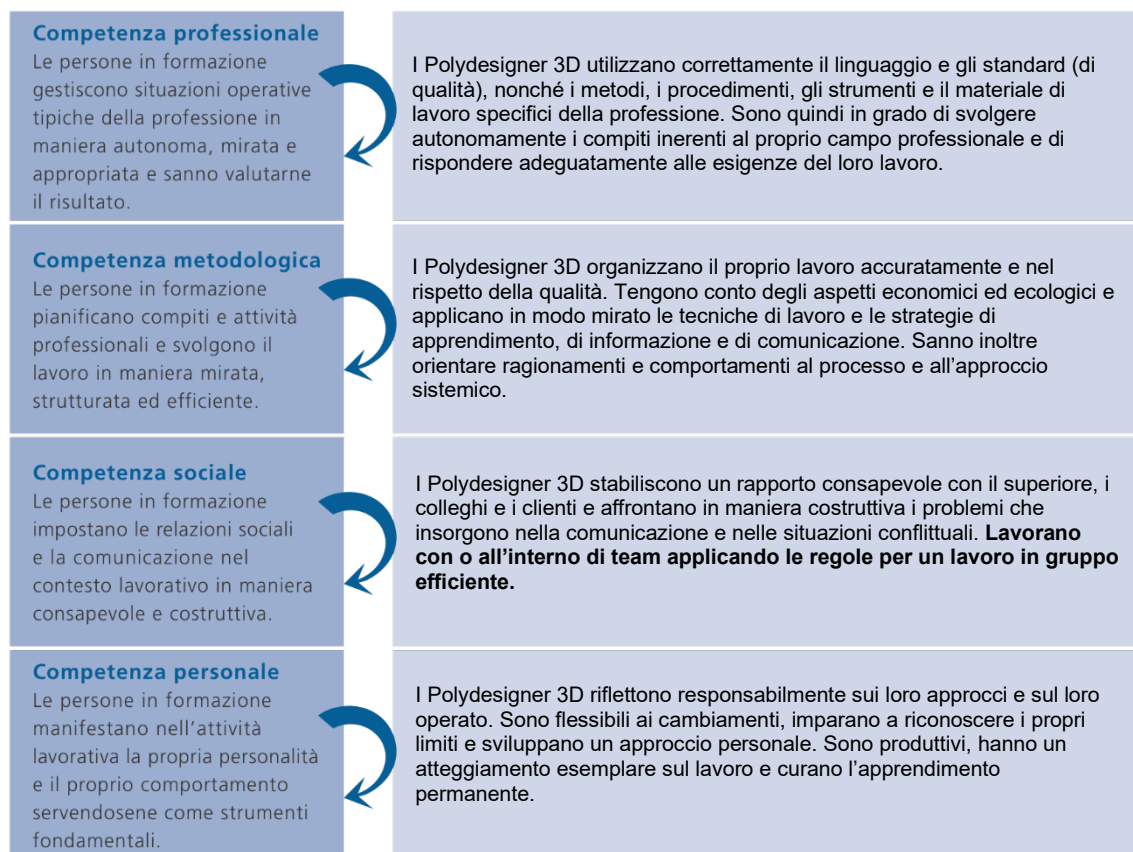 Competenza professionale
Le persone in formazione
gestiscono situazioni operative
tipiche della professione in
maniera autonoma, mirata e
appropriata e sanno valutarne
il risultato.
I Polydesigner 3D utilizzano correttamente il linguaggio e gli standard (di
qualità), nonché i metodi, i procedimenti, gli strumenti e il materiale di
lavoro specifici della professione. Sono quindi in grado di svolgere
autonomamente i compiti inerenti al proprio campo professionale e di
rispondere adeguatamente alle esigenze del loro lavoro.
Competenza metodologica
Le persone in formazione
pianificano compiti e attività
professionali e svolgono il
lavoro in maniera mirata,
strutturata ed efficiente.
I Polydesigner 3D organizzano il proprio lavoro accuratamente e nel
rispetto della qualità. Tengono conto degli aspetti economici ed ecologici e
applicano in modo mirato le tecniche di lavoro e le strategie di
apprendimento, di informazione e di comunicazione. Sanno inoltre
orientare ragionamenti e comportamenti al processo e all'approccio
sistemico.
Competenza sociale
Le persone in formazione
impostano le relazioni sociali
e la comunicazione nel
contesto lavorativo in maniera
consapevole e costruttiva.
I Polydesigner 3D stabiliscono un rapporto consapevole con il superiore, i
colleghi e i clienti e affrontano in maniera costruttiva i problemi che
insorgono nella comunicazione e nelle situazioni conflittuali. Lavorano
con o all'interno di team applicando le regole per un lavoro in gruppo
efficiente.
Competenza personale
Le persone in formazione
manifestano nell'attività
lavorativa la propria personalità
e il proprio comportamento
servendosene come strumenti
fondamentali.
I Polydesigner 3D riflettono responsabilmente sui loro approcci e sul loro
operato. Sono flessibili ai cambiamenti, imparano a riconoscere i propri
limiti e sviluppano un approccio personale. Sono produttivi, hanno un
atteggiamento esemplare sul lavoro e curano l'apprendimento
permanente.